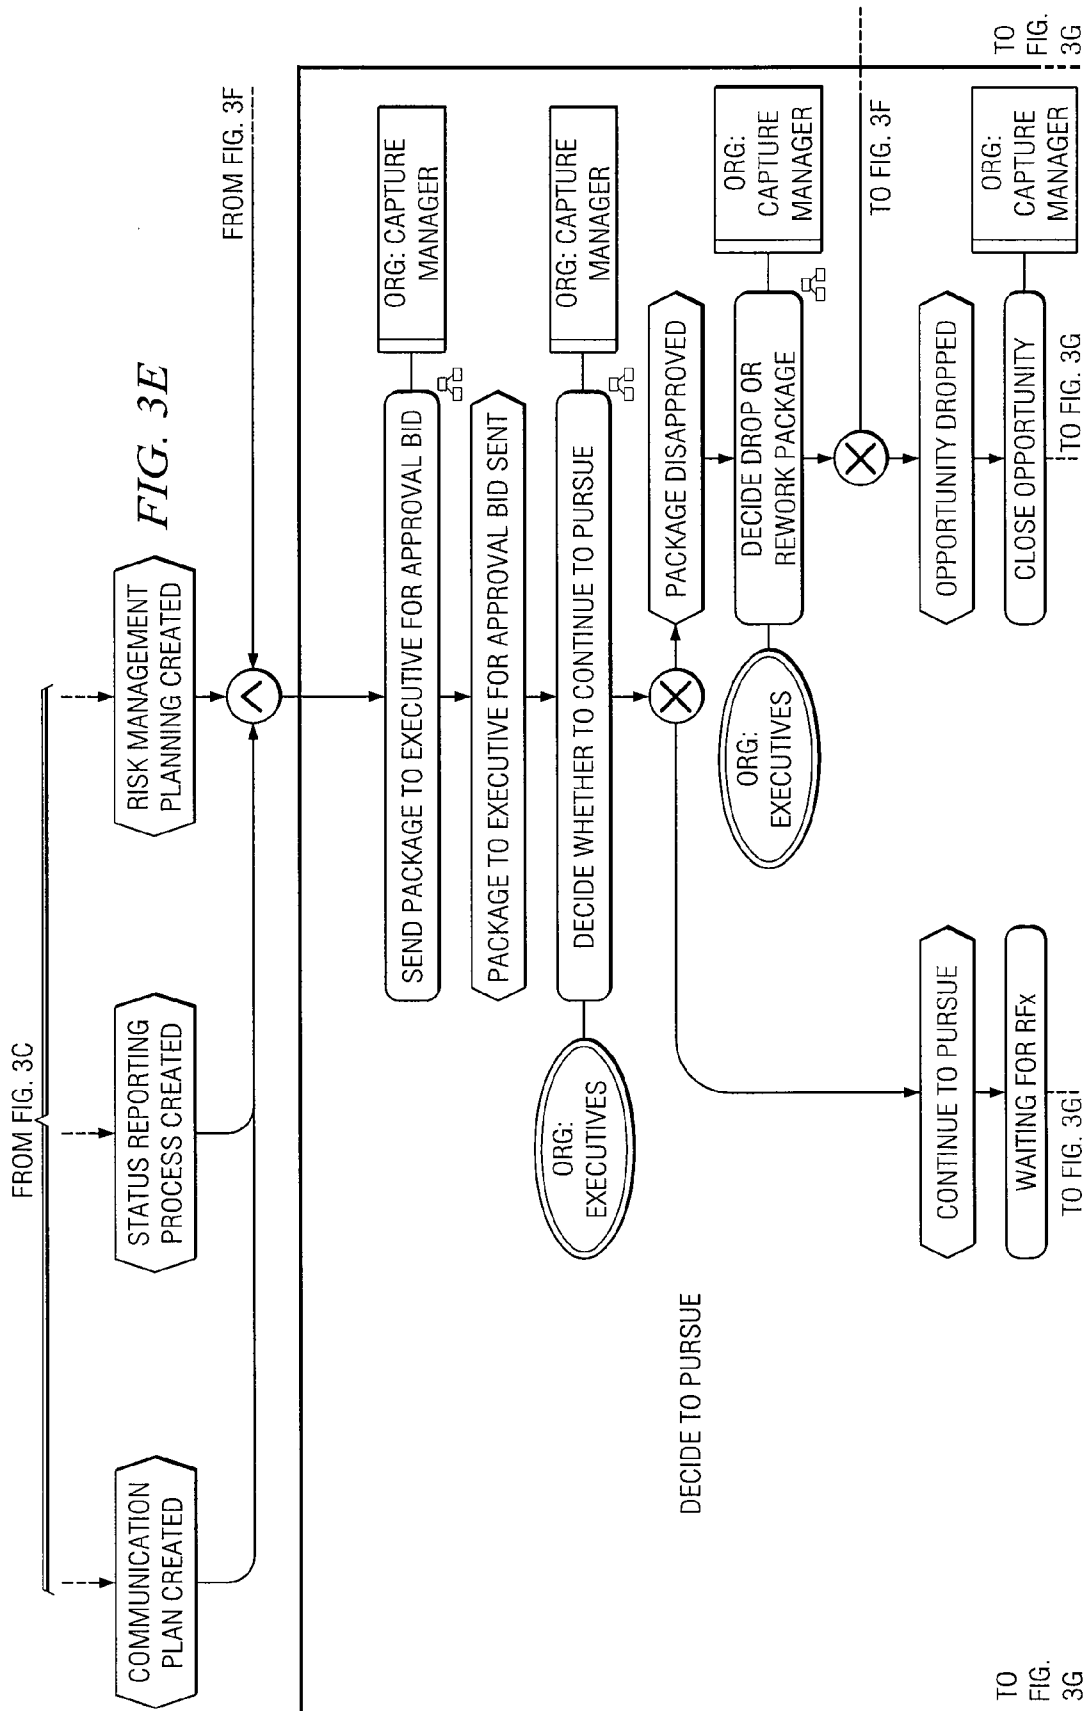 FROM FIG. 3C
COMMUNICATION
PLAN CREATED
STATUS REPORTING
PROCESS CREATED
RISK MANAGEMENT
PLANNING CREATED
FIG. 3E
FROM FIG. 3F
SEND PACKAGE TO EXECUTIVE FOR APPROVAL BID
ORG: CAPTURE
MANAGER
PACKAGE TO EXECUTIVE FOR APPROVAL BID SENT
ORG:
EXECUTIVES
DECIDE WHETHER TO CONTINUE TO PURSUE
ORG: CAPTURE
MANAGER
DECIDE TO PURSUE
PACKAGE DISAPPROVED
ORG:
EXECUTIVES
DECIDE DROP OR
REWORK PACKAGE
ORG:
CAPTURE
MANAGER
TO FIG. 3F
CONTINUE TO PURSUE
OPPORTUNITY DROPPED
WAITING FOR RFx
CLOSE OPPORTUNITY
ORG:
CAPTURE
MANAGER
TO
FIG.
3G
TO FIG. 3G
TO FIG. 3G
TO
FIG.
3G